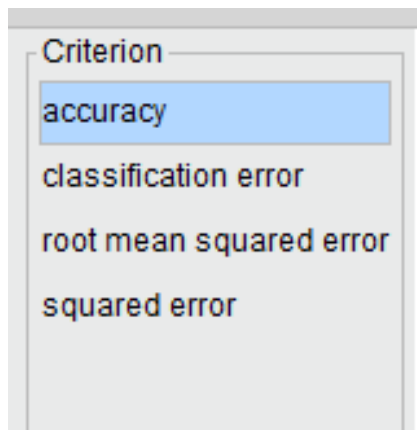 Criterion
accuracy
classification error
root mean squared error
squared error